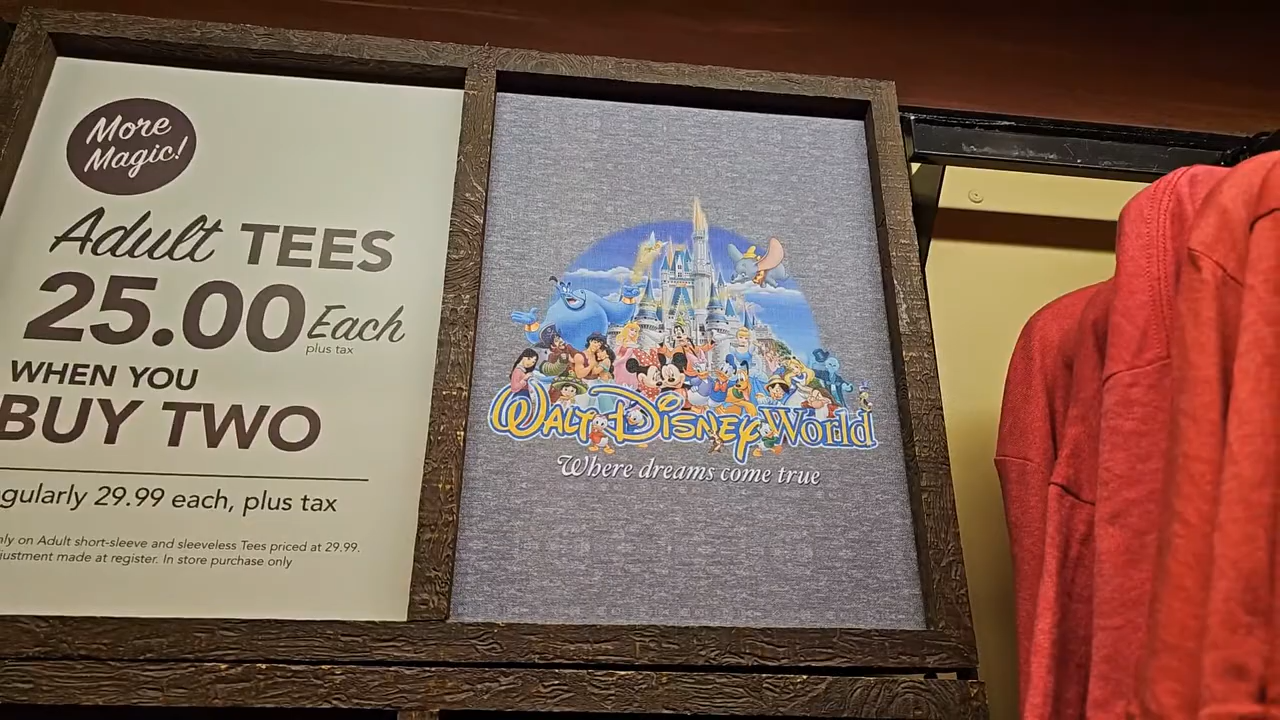 More
Magic!
Adult TEES
25.00 Each
plus tax
WHEN YOU
BUY TWO
gularly 29.99 each, plus tax
on Adult short-sleeve and sleeveless Tees priced at 29.99.
made at register. In store purchase only
WALT DISNEY World
Where dreams come true